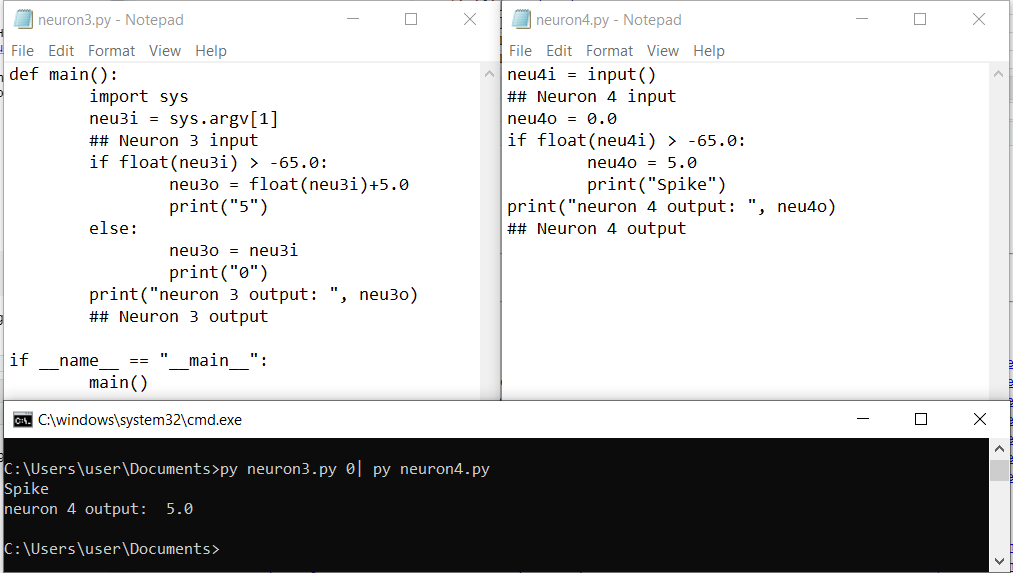 neuron3.py - Notepad
File Edit Format View Help
def main():
        import sys
        neu3i = sys.argv[1]
        ## Neuron 3 input
        if float(neu3i) > -65.0:
                neu3o = float(neu3i)+5.0
                print("5")
        else:
                neu3o = neu3i
                print("0")
        print("neuron 3 output: ", neu3o)
        ## Neuron 3 output
if __name__ == "__main__":
        main()
neuron4.py - Notepad
File Edit Format View Help
neu4i = input()
## Neuron 4 input
neu4o = 0.0
if float(neu4i) > -65.0:
        neu4o = 5.0
        print("Spike")
print("neuron 4 output: ", neu4o)
## Neuron 4 output
C:\windows\system32\cmd.exe
C:\Users\user\Documents>py neuron3.py 0| py neuron4.py
Spike
neuron 4 output:  5.0
C:\Users\user\Documents>